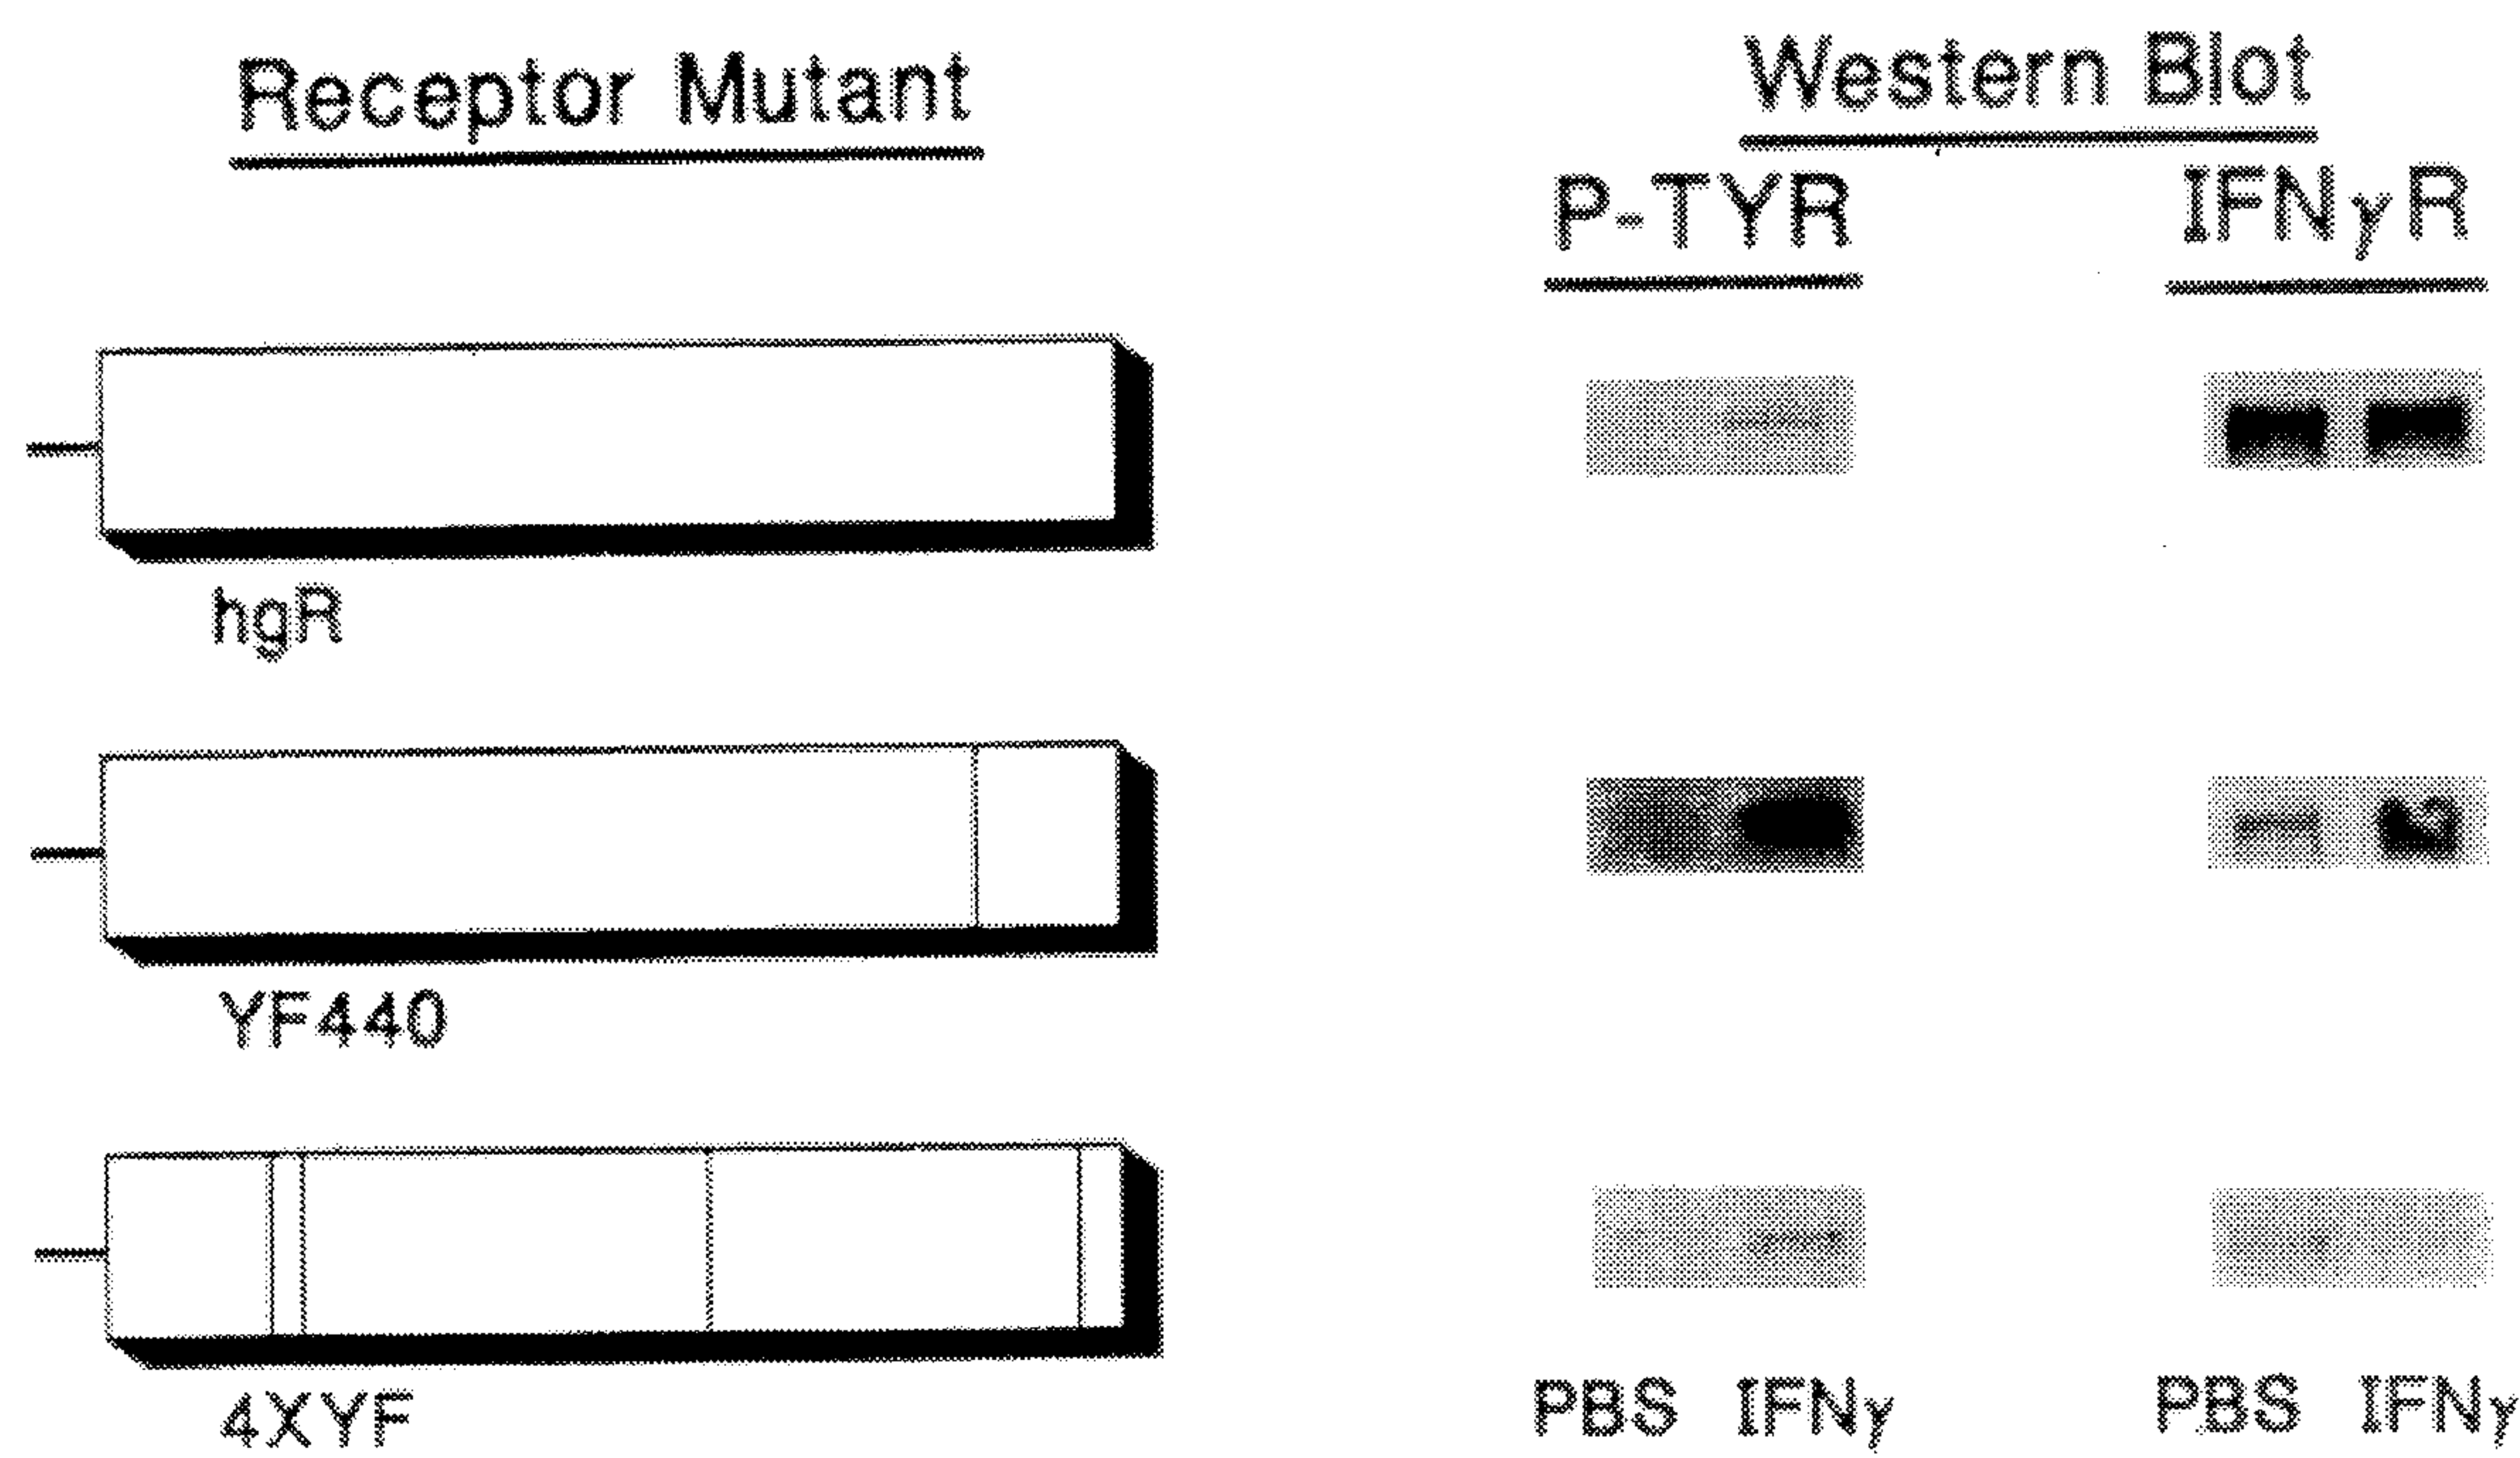 Receptor Mutant
Western Blot
P-TYR
IFNγR
hgR
YF440
4XYF
PBS IFNγ
PBS IFNγ